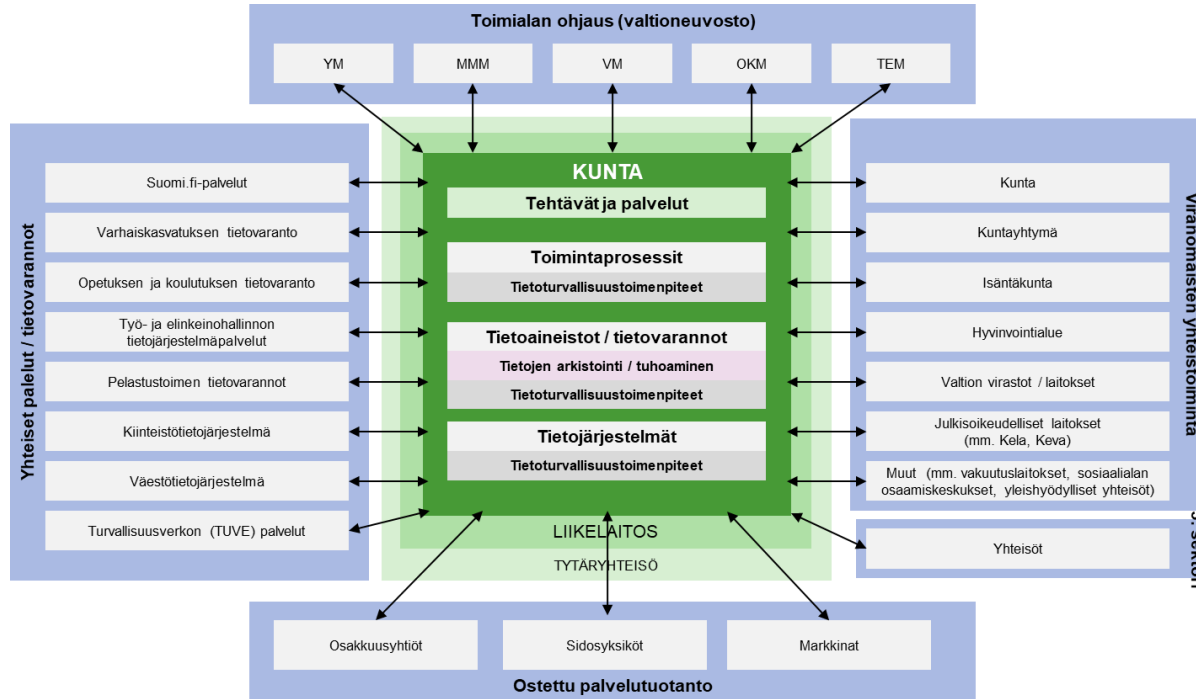 Toimialan ohjaus (valtioneuvosto)
YM
MMM
VM
OKM
TEM
Yhteiset palelut / tietovarannot
Suomi.fi-palvelut
Varhaiskasvatuksen tietovaranto
Opetuksen ja koulutuksen tietovaranto
Työ- ja elinkeinohallinnon
tietojärjestelmäpalvelut
Pelastustoimen tietovarannot
Kiinteistötietojärjestelmä
Väestötietojärjestelmä
Turvallisuusverkon (TUVE) palvelut
KUNTA
Tehtävät ja palvelut
Toimintaprosessit
Tietoturvallisuustoimenpiteet
Tietoaineistot / tietovarannot
Tietojen arkistointi / tuhoaminen
Tietoturvallisuustoimenpiteet
Tietojärjestelmät
Tietoturvallisuustoimenpiteet
LIIKELAITOS
TYTÄRYHTEISÖ
Viranomaisten yhteistoiminta
Kunta
Kuntayhtymä
Isäntäkunta
Hyvinvointialue
Valtion virastot / laitokset
Julkisoikeudelliset laitokset
(mm. Kela, Keva)
Muut (mm. vakuutuslaitokset, sosiaalialan
osaamiskeskukset, yleishyödylliset yhteisöt)
Yhteisöt
Osakkuusyhtiöt
Sidosyksiköt
Markkinat
Ostettu palvelutuotanto